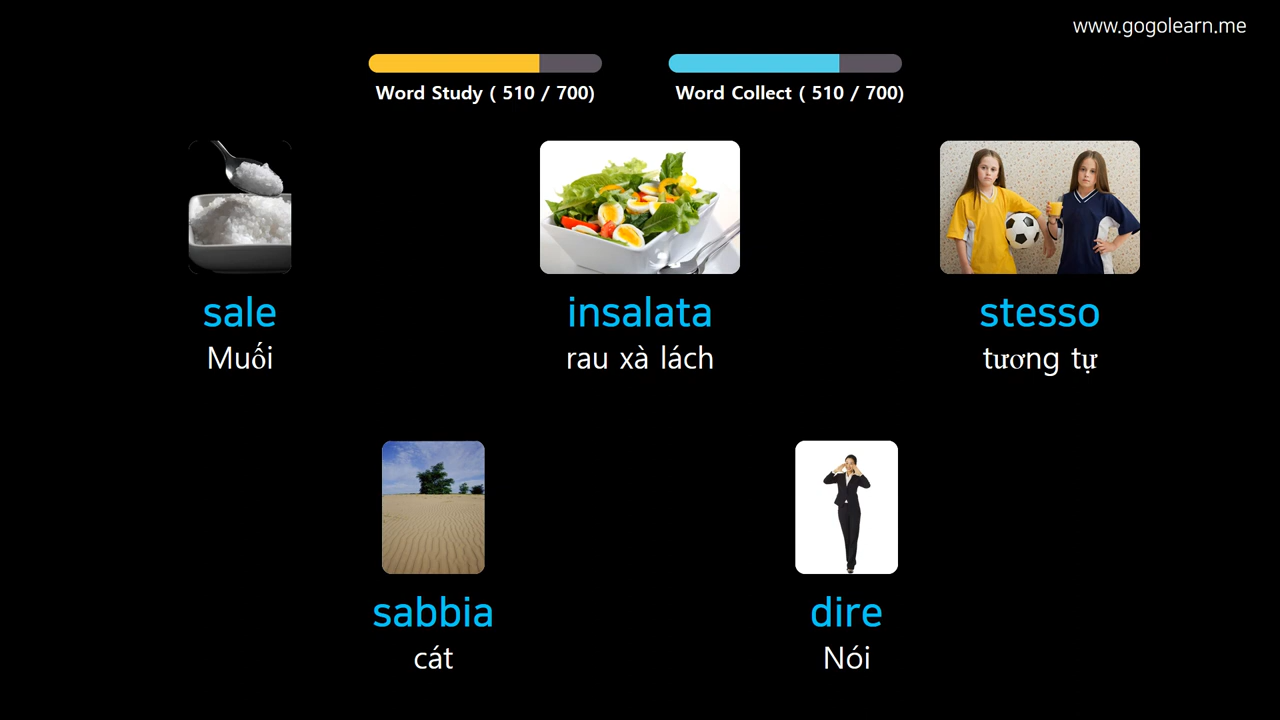 www.gogolearn.me
Word Study ( 510 / 700)
Word Collect ( 510 / 700)
sale
Muối
insalata
rau xà lách
stesso
tương tự
sabbia
cát
dire
Nói